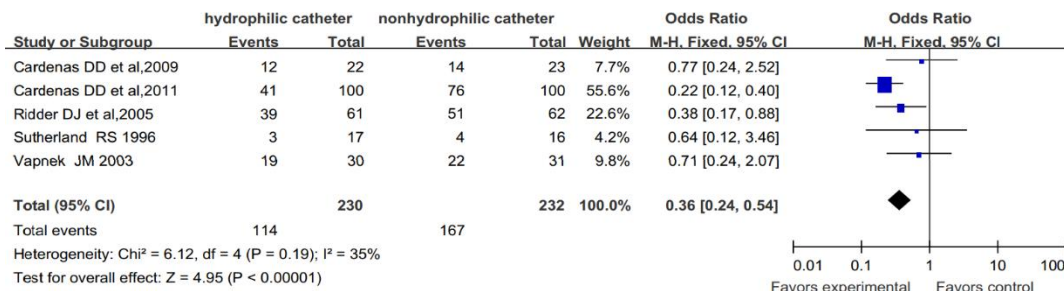 hydrophilic catheter nonhydrophilic catheter Odds Ratio Odds Ratio
Study or Subgroup Events Total Events Total Weight M-H, Fixed, 95% CI M-H, Fixed, 95% CI
Cardenas DD et al,2009 12 22 14 23 7.7% 0.77 [0.24, 2.52]
Cardenas DD et al,2011 41 100 76 100 55.6% 0.22 [0.12, 0.40]
Ridder DJ et al,2005 39 61 51 62 22.6% 0.38 [0.17, 0.88]
Sutherland RS 1996 3 17 4 16 4.2% 0.64 [0.12, 3.46]
Vapnek JM 2003 19 30 22 31 9.8% 0.71 [0.24, 2.07]
Total (95% CI) 230 232 100.0% 0.36 [0.24, 0.54]
Total events 114 167
Heterogeneity: Chi² = 6.12, df = 4 (P = 0.19); I² = 35%
Test for overall effect: Z = 4.95 (P < 0.00001)
0.01 0.1 1 10 100
Favors experimental Favors control